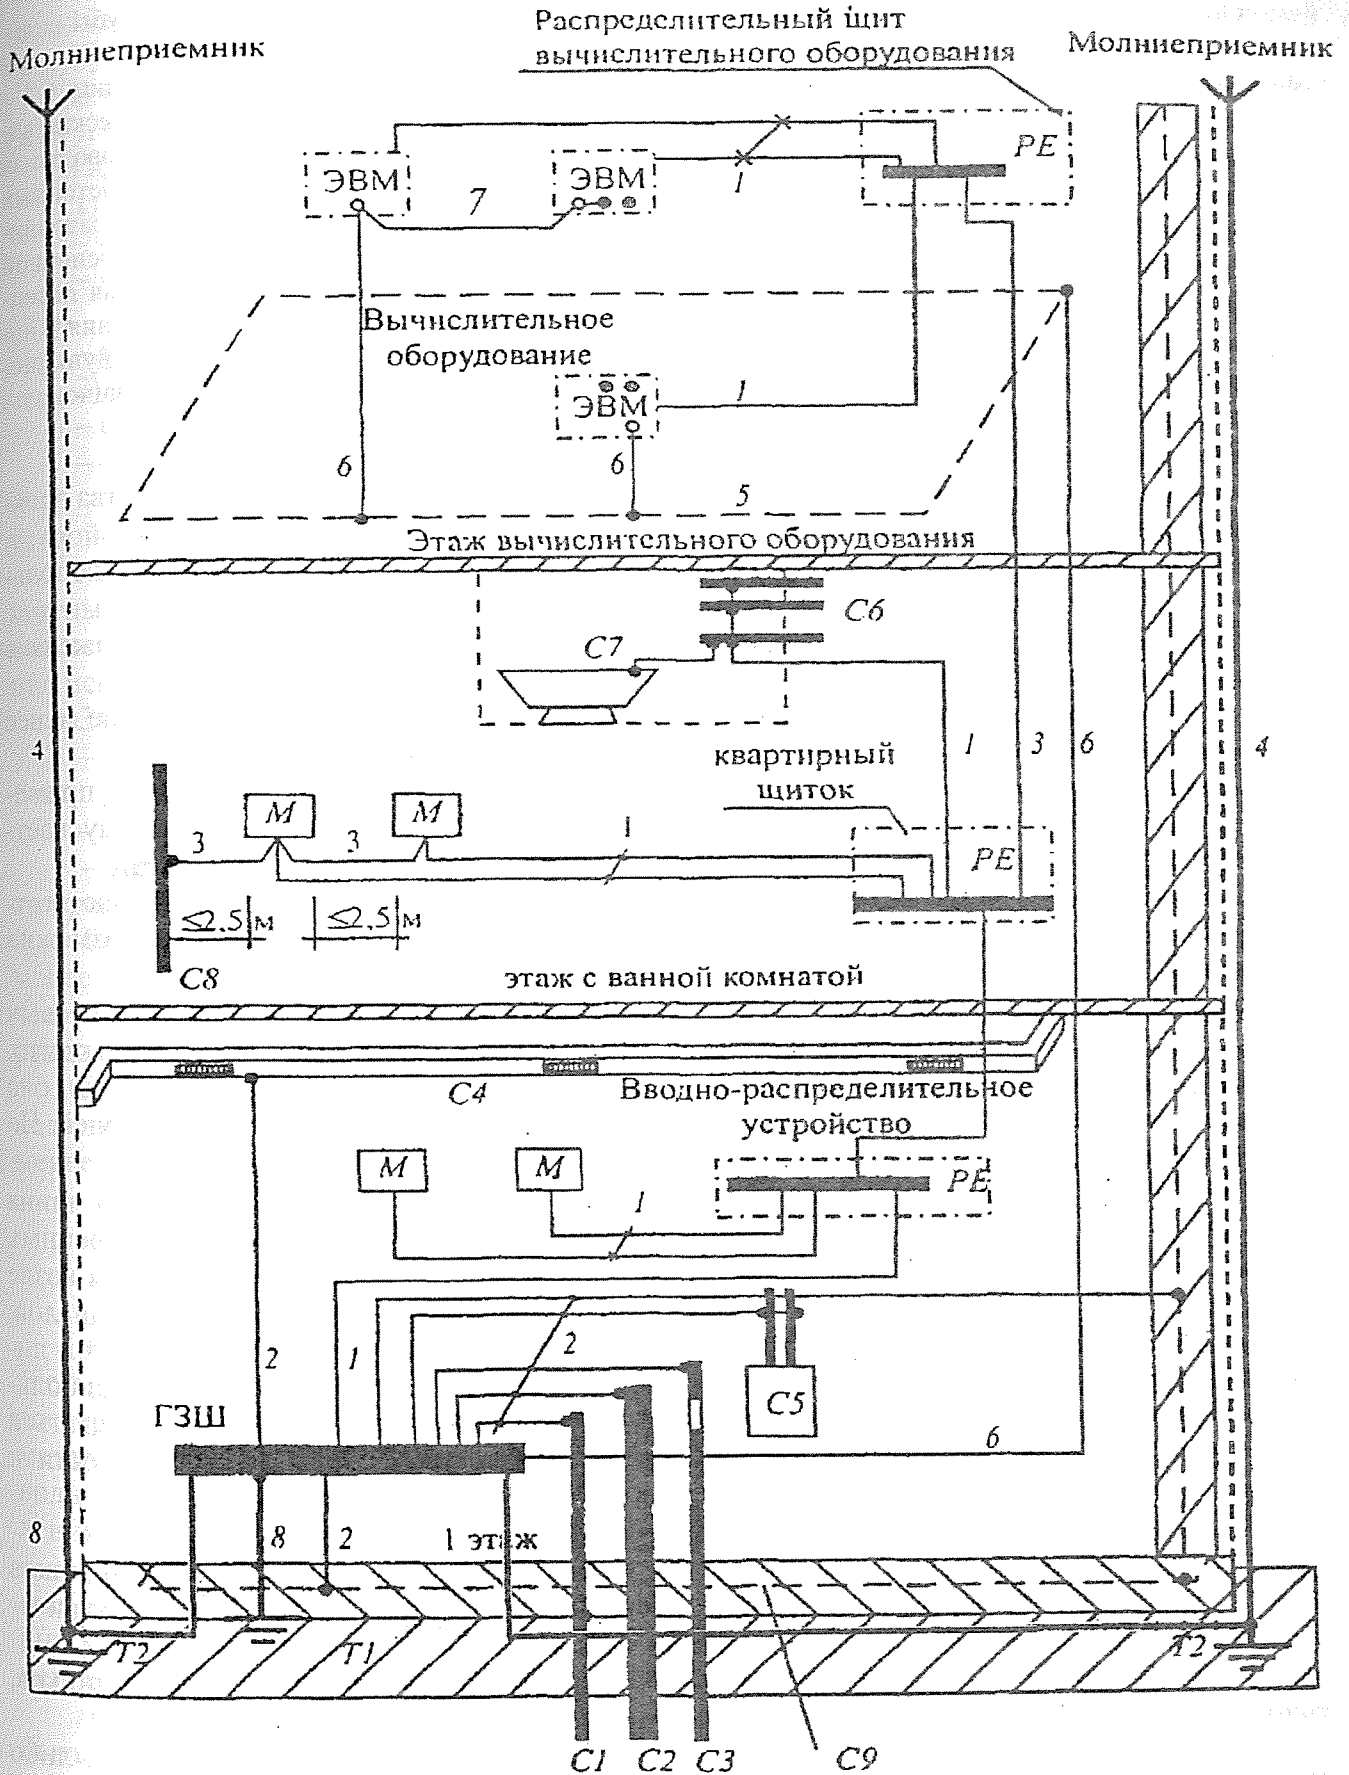 Распределительный щит
вычислительного оборудования
Молниеприемник
Молниеприемник
PE
ЭВМ
7
ЭВМ
1
Вычислительное
оборудование
ЭВМ
1
6
6
5
Этаж вычислительного оборудования
C6
C7
4
1
3
6
4
квартирный
щиток
M
M
3
3
1
PE
≤2.5 м
≤2.5 м
C8
этаж с ванной комнатой
C4
Вводно-распределительное
устройство
M
M
PE
1
2
1
2
C5
ГЗШ
6
8
8
2
1 этаж
T2
T1
T2
C1
C2
C3
C9